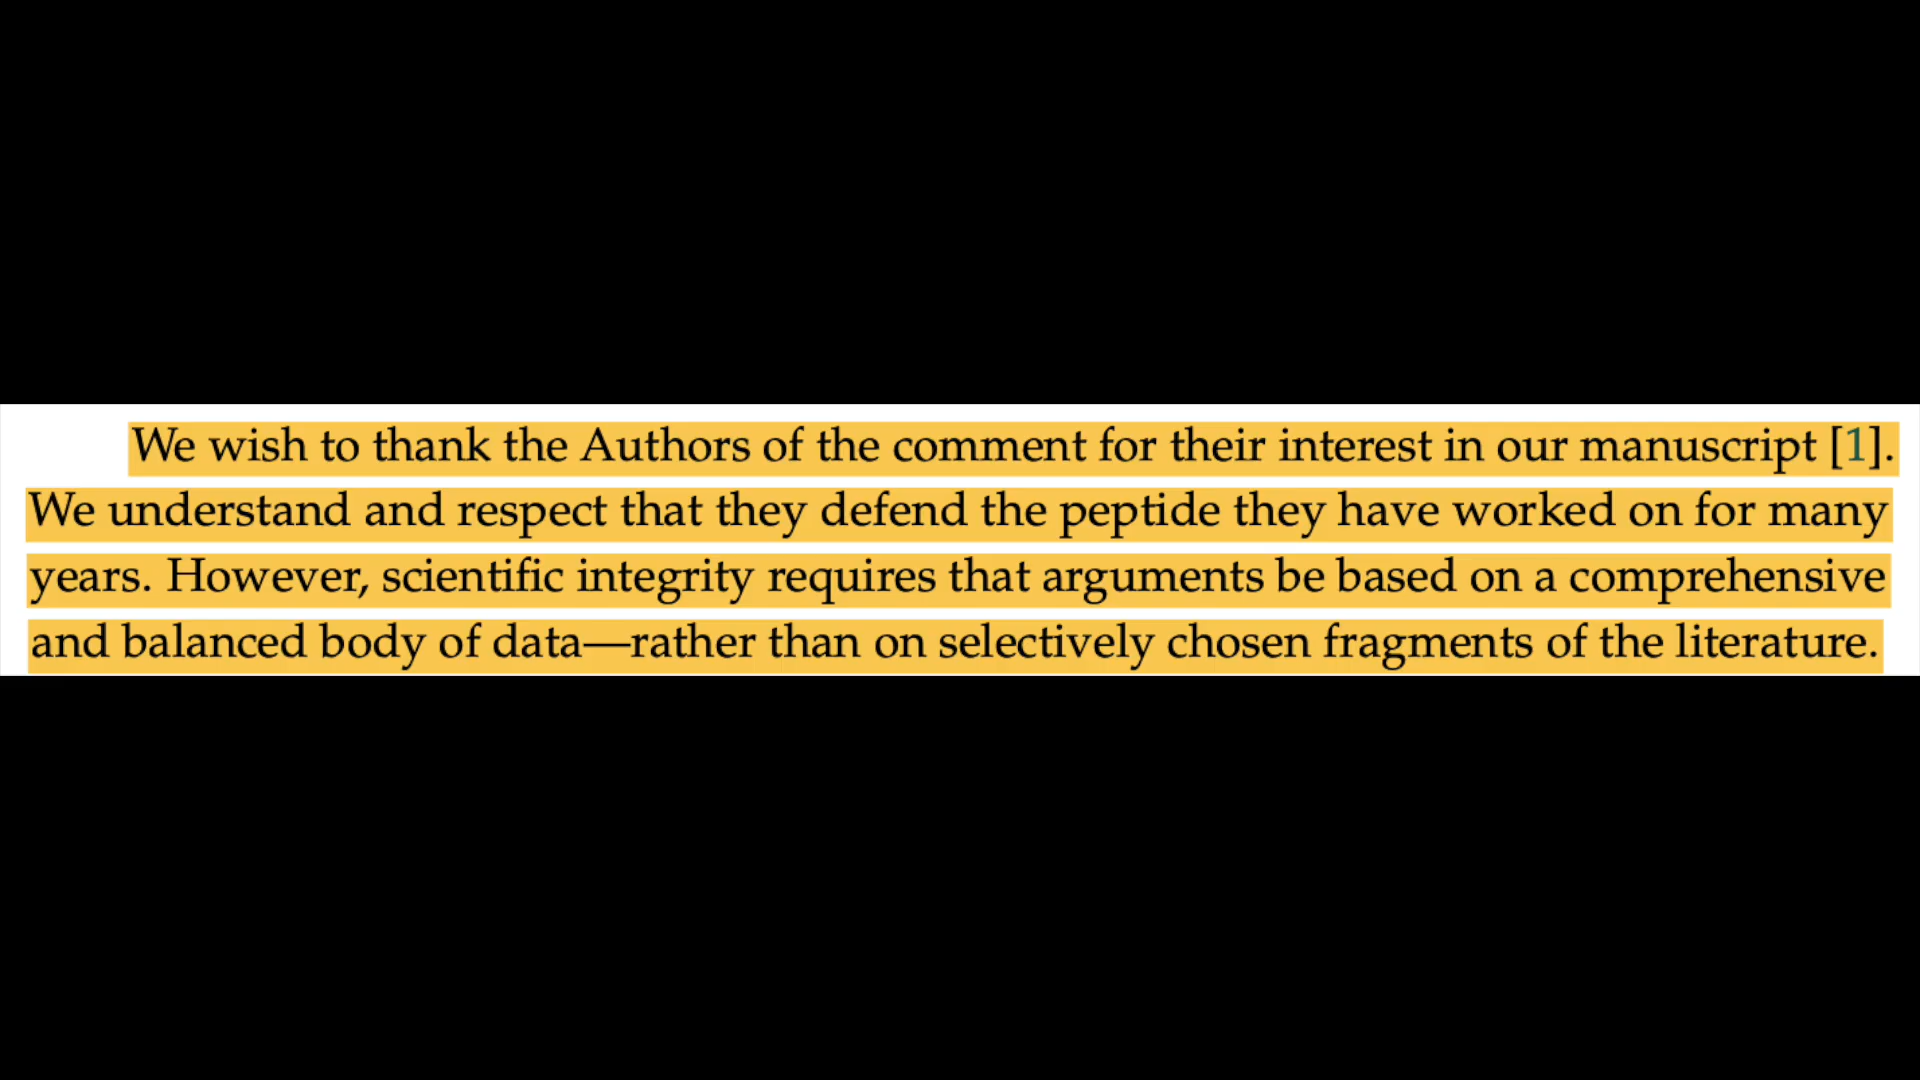 We wish to thank the Authors of the comment for their interest in our manuscript [1].
We understand and respect that they defend the peptide they have worked on for many
years. However, scientific integrity requires that arguments be based on a comprehensive
and balanced body of data—rather than on selectively chosen fragments of the literature.